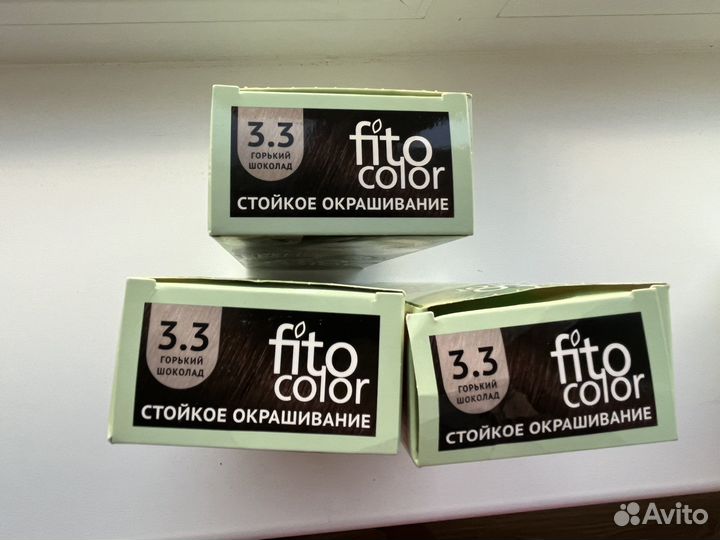 3.3
ГОРЬКИЙ
ШОКОЛАД
fito
color
СТОЙКОЕ ОКРАШИВАНИЕ
3.3
ГОРЬКИЙ
ШОКОЛАД
fito
color
СТОЙКОЕ ОКРАШИВАНИЕ
3.3
ГОРЬКИЙ
ШОКОЛАД
fito
color
СТОЙКОЕ ОКРАШИВАНИЕ
Avito